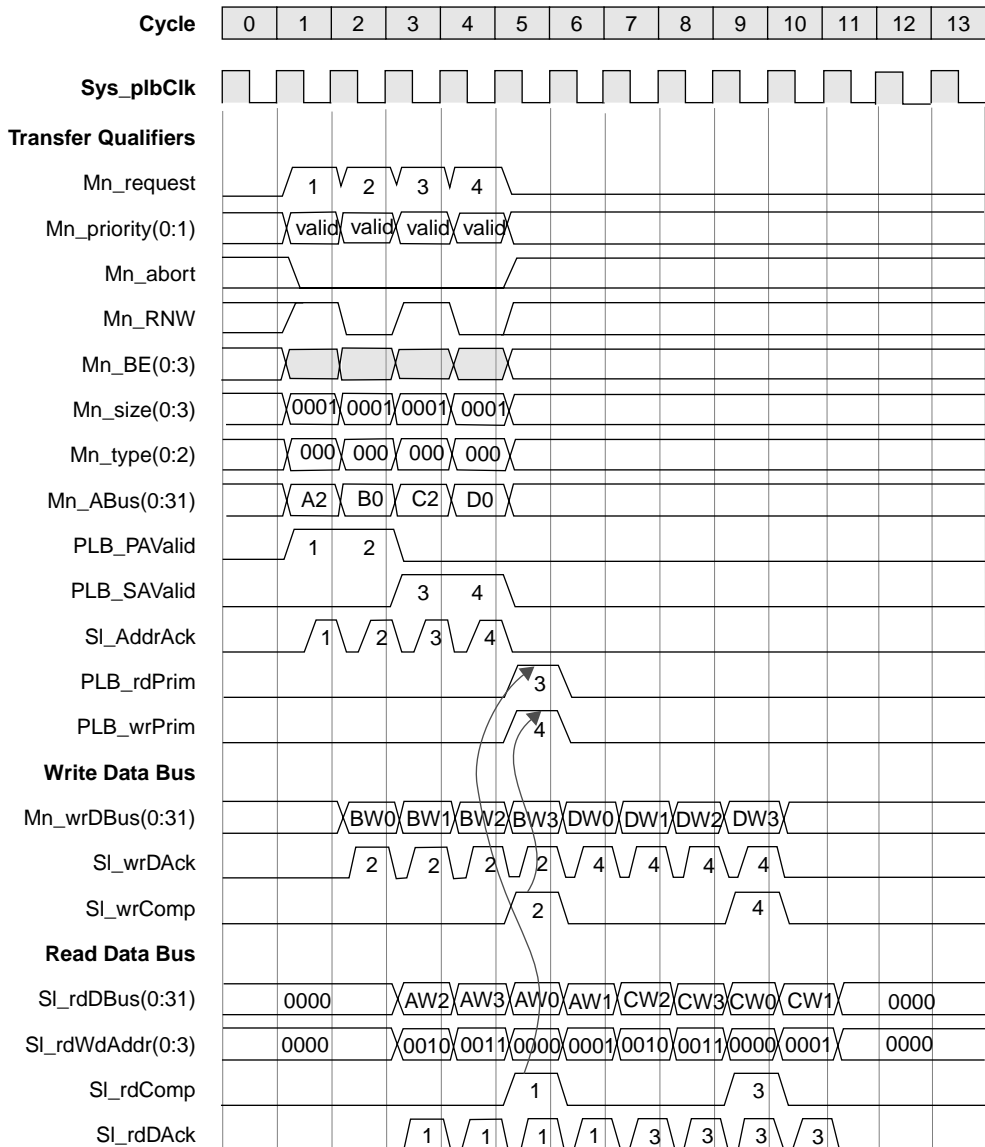 Cycle 0 1 2 3 4 5 6 7 8 9 10 11 12 13
Sys_plbClk
Transfer Qualifiers
Mn_request 1 2 3 4
Mn_priority(0:1) valid valid valid valid
Mn_abort
Mn_RNW
Mn_BE(0:3)
Mn_size(0:3) 0001 0001 0001 0001
Mn_type(0:2) 000 000 000 000
Mn_ABus(0:31) A2 B0 C2 D0
PLB_PAValid 1 2
PLB_SAValid 3 4
Sl_AddrAck 1 2 3 4
PLB_rdPrim 3
PLB_wrPrim 4
Write Data Bus
Mn_wrDBus(0:31) BW0 BW1 BW2 BW3 DW0 DW1 DW2 DW3
Sl_wrDAck 2 2 2 2 4 4 4 4
Sl_wrComp 2 4
Read Data Bus
Sl_rdDBus(0:31) 0000 AW2 AW3 AW0 AW1 CW2 CW3 CW0 CW1 0000
Sl_rdWdAddr(0:3) 0000 0010 0011 0000 0001 0010 0011 0000 0001 0000
Sl_rdComp 1 3
Sl_rdDAck 1 1 1 1 3 3 3 3